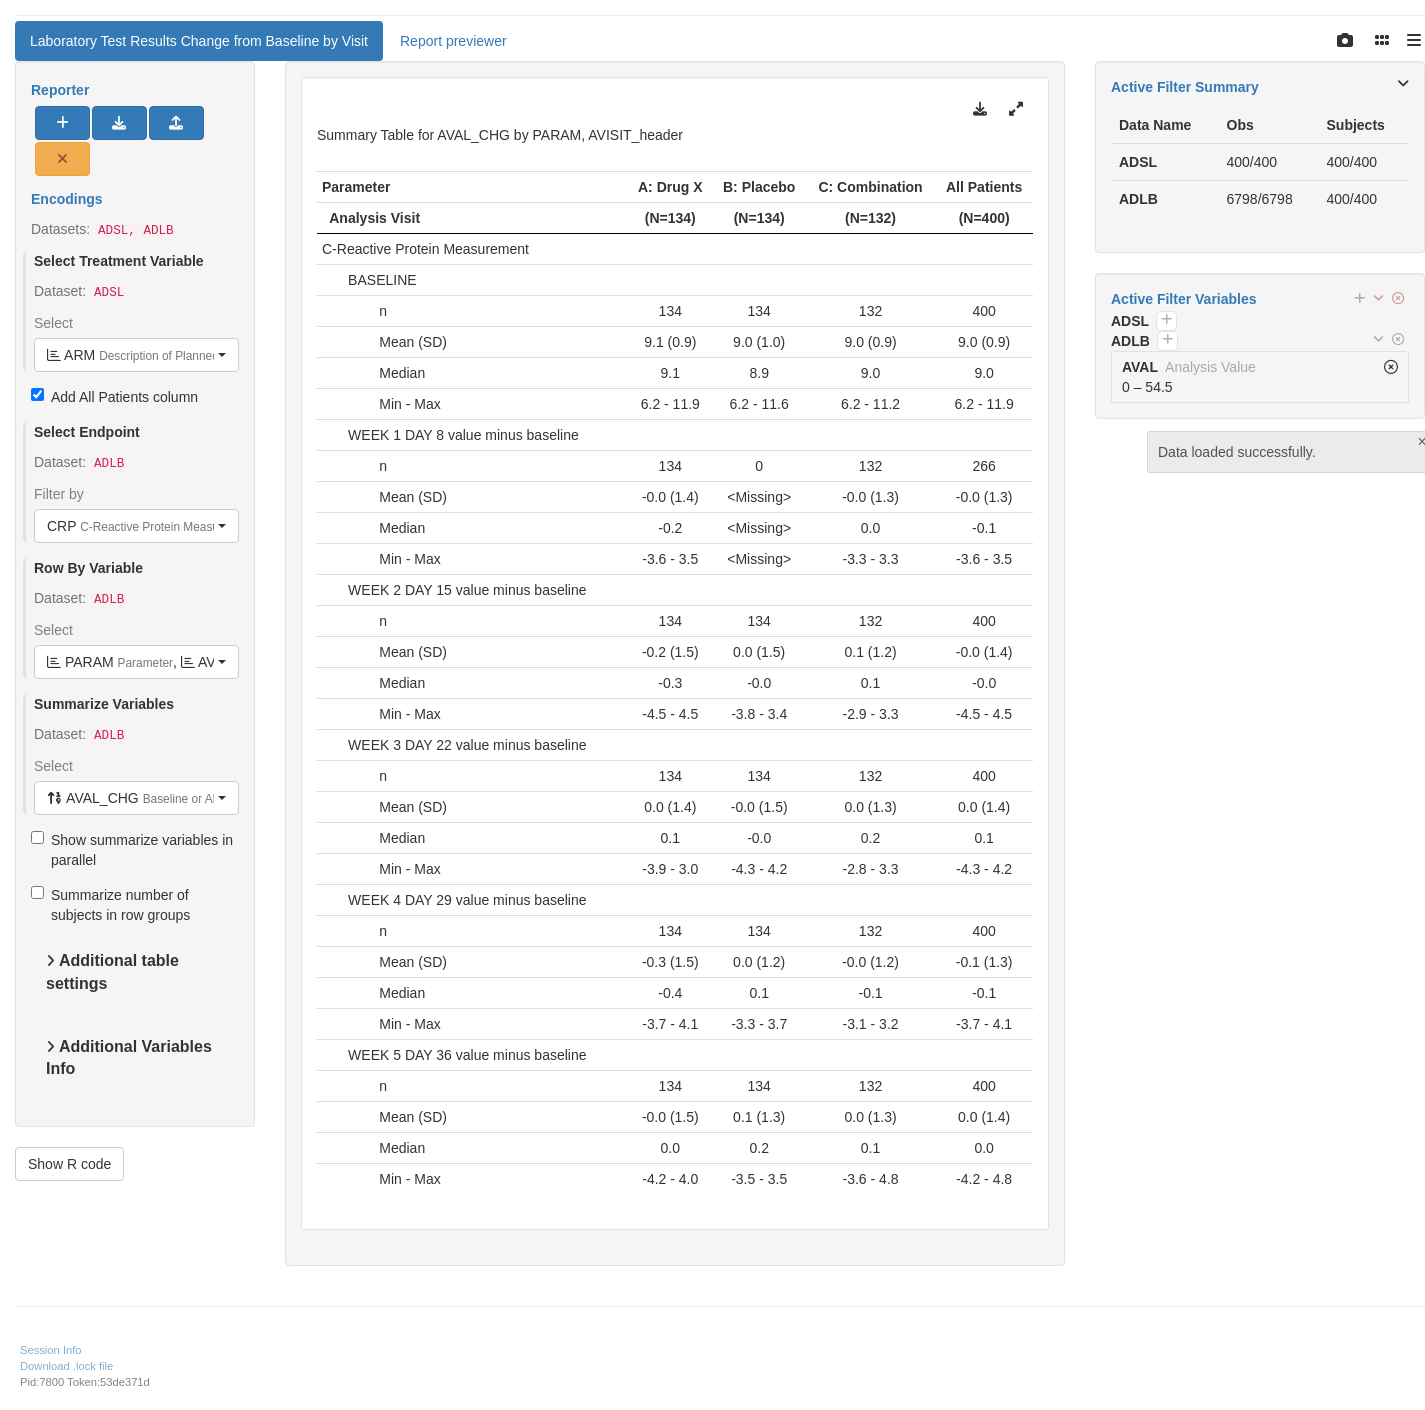 Laboratory Test Results Change from Baseline by Visit
Report previewer
Reporter
Encodings
Datasets: ADSL, ADLB
Select Treatment Variable
Dataset: ADSL
Select
ARM Description of Planned
Add All Patients column
Select Endpoint
Dataset: ADLB
Filter by
CRP C-Reactive Protein Measu
Row By Variable
Dataset: ADLB
Select
PARAM Parameter, AV
Summarize Variables
Dataset: ADLB
Select
AVAL_CHG Baseline or Al
Show summarize variables in
parallel
Summarize number of
subjects in row groups
Additional table
settings
Additional Variables
Info
Show R code
Summary Table for AVAL_CHG by PARAM, AVISIT_header
Parameter A: Drug X B: Placebo C: Combination All Patients
Analysis Visit (N=134) (N=134) (N=132) (N=400)
C-Reactive Protein Measurement
BASELINE
n 134 134 132 400
Mean (SD) 9.1 (0.9) 9.0 (1.0) 9.0 (0.9) 9.0 (0.9)
Median 9.1 8.9 9.0 9.0
Min - Max 6.2 - 11.9 6.2 - 11.6 6.2 - 11.2 6.2 - 11.9
WEEK 1 DAY 8 value minus baseline
n 134 0 132 266
Mean (SD) -0.0 (1.4) <Missing> -0.0 (1.3) -0.0 (1.3)
Median -0.2 <Missing> 0.0 -0.1
Min - Max -3.6 - 3.5 <Missing> -3.3 - 3.3 -3.6 - 3.5
WEEK 2 DAY 15 value minus baseline
n 134 134 132 400
Mean (SD) -0.2 (1.5) 0.0 (1.5) 0.1 (1.2) -0.0 (1.4)
Median -0.3 -0.0 0.1 -0.0
Min - Max -4.5 - 4.5 -3.8 - 3.4 -2.9 - 3.3 -4.5 - 4.5
WEEK 3 DAY 22 value minus baseline
n 134 134 132 400
Mean (SD) 0.0 (1.4) -0.0 (1.5) 0.0 (1.3) 0.0 (1.4)
Median 0.1 -0.0 0.2 0.1
Min - Max -3.9 - 3.0 -4.3 - 4.2 -2.8 - 3.3 -4.3 - 4.2
WEEK 4 DAY 29 value minus baseline
n 134 134 132 400
Mean (SD) -0.3 (1.5) 0.0 (1.2) -0.0 (1.2) -0.1 (1.3)
Median -0.4 0.1 -0.1 -0.1
Min - Max -3.7 - 4.1 -3.3 - 3.7 -3.1 - 3.2 -3.7 - 4.1
WEEK 5 DAY 36 value minus baseline
n 134 134 132 400
Mean (SD) -0.0 (1.5) 0.1 (1.3) 0.0 (1.3) 0.0 (1.4)
Median 0.0 0.2 0.1 0.0
Min - Max -4.2 - 4.0 -3.5 - 3.5 -3.6 - 4.8 -4.2 - 4.8
Active Filter Summary
Data Name Obs Subjects
ADSL 400/400 400/400
ADLB 6798/6798 400/400
Active Filter Variables
ADSL
ADLB
AVAL Analysis Value
0 – 54.5
Data loaded successfully.
Session Info
Download .lock file
Pid:7800 Token:53de371d